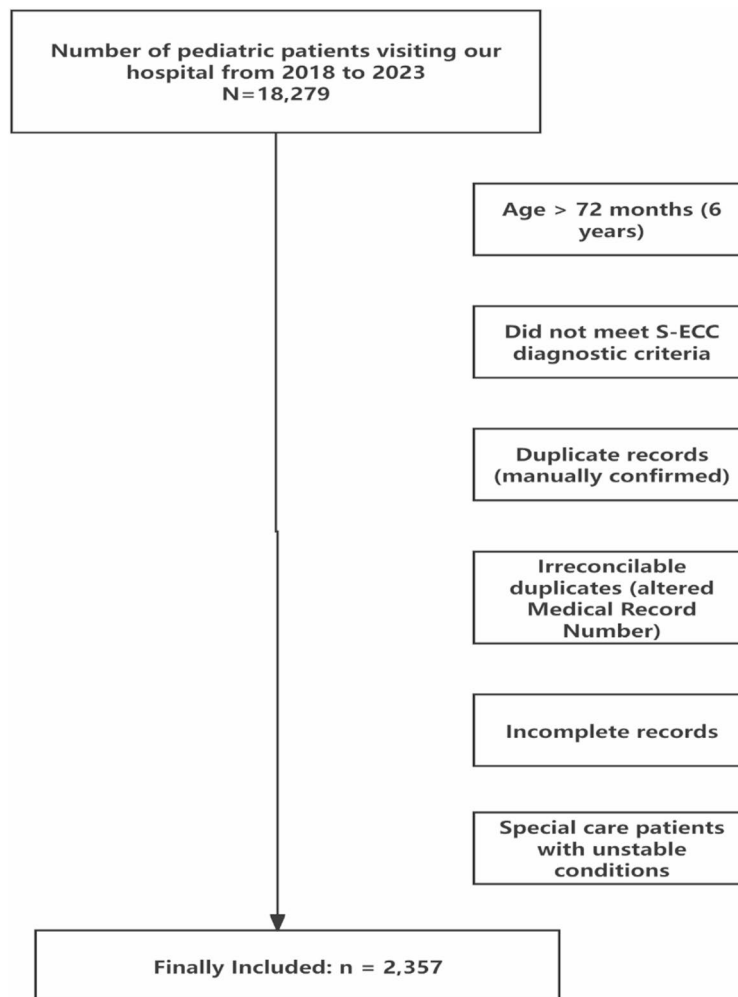 Number of pediatric patients visiting our
hospital from 2018 to 2023
N=18,279
Age > 72 months (6
years)
Did not meet S-ECC
diagnostic criteria
Duplicate records
(manually confirmed)
Irreconcilable
duplicates (altered
Medical Record
Number)
Incomplete records
Special care patients
with unstable
conditions
Finally Included: n = 2,357